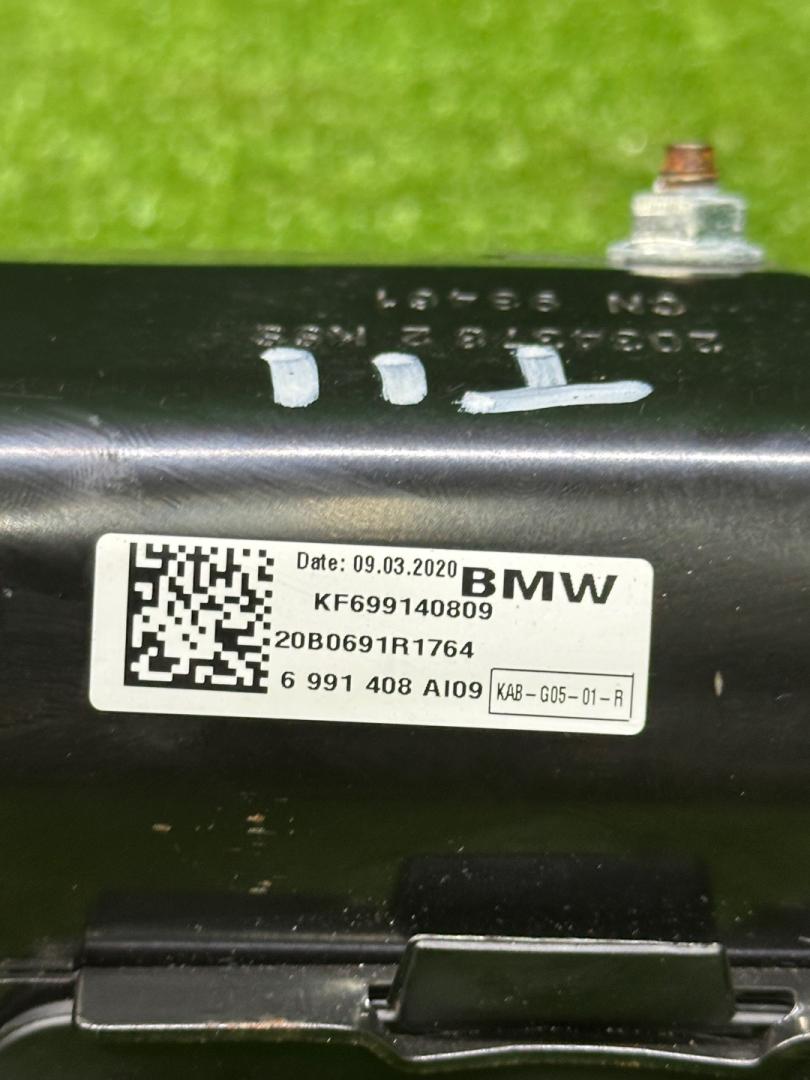 Date: 09.03.2020 BMW
KF699140809
20B0691R1764
6 991 408 AI09 KAB-G05-01-R